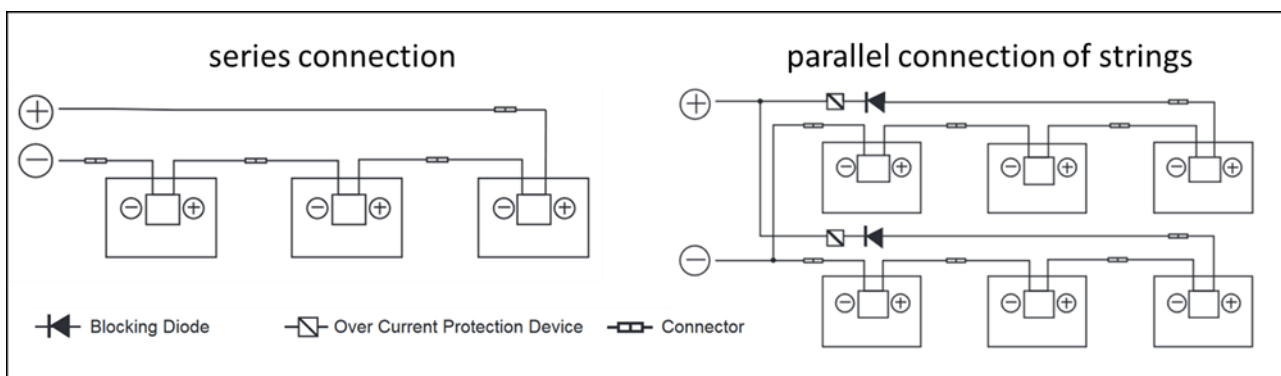 series connection
parallel connection of strings
+
−
− +
− +
− +
+
− +
− +
− +
−
− +
− +
− +
Blocking Diode
Over Current Protection Device
Connector